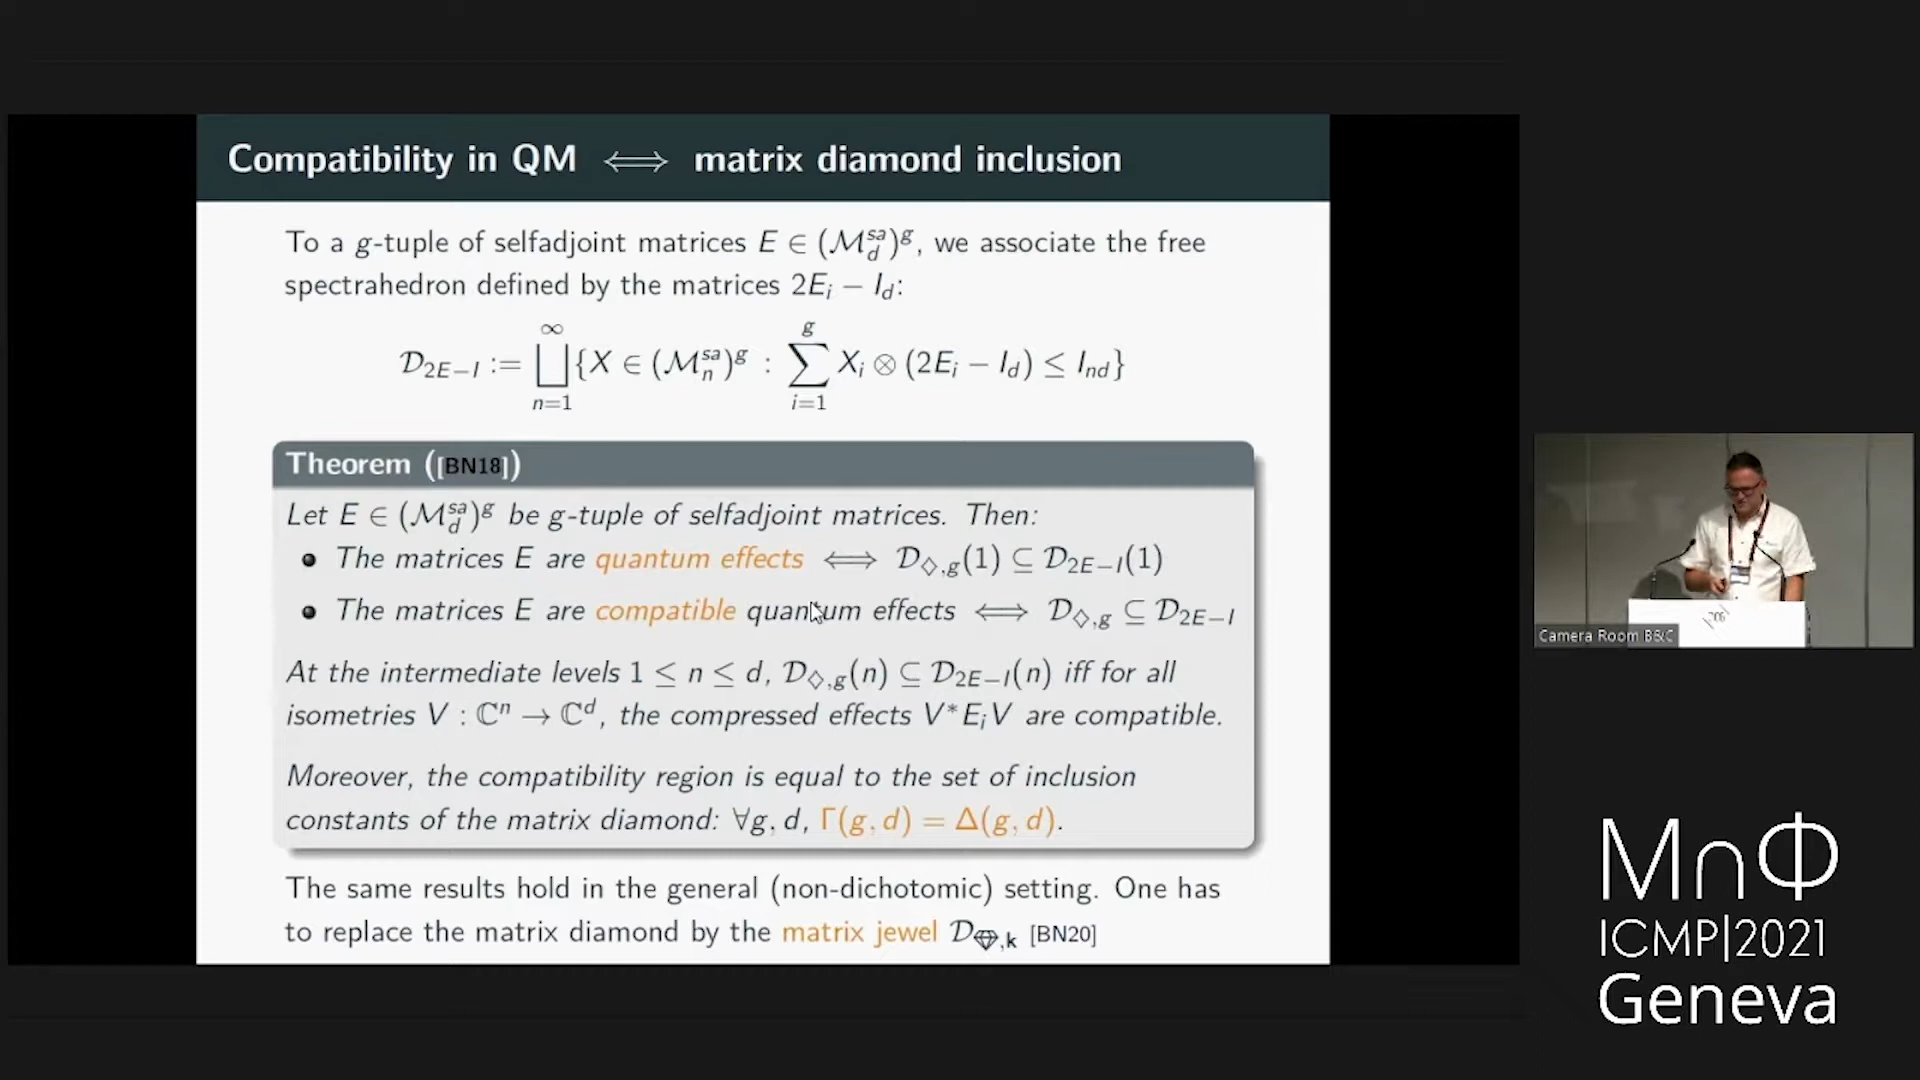 Compatibility in QM ⟺ matrix diamond inclusion
To a g-tuple of selfadjoint matrices E ∈ (ℳ_d^{sa})^g, we associate the free
spectrahedron defined by the matrices 2E_i − I_d:
𝒟_{2E−I} := ⨆_{n=1}^{∞} {X ∈ (ℳ_n^{sa})^g : ∑_{i=1}^{g} X_i ⊗ (2E_i − I_d) ≤ I_{nd}}
Theorem ([BN18])
Let E ∈ (ℳ_d^{sa})^g be g-tuple of selfadjoint matrices. Then:
• The matrices E are quantum effects ⟺ 𝒟_{◇,g}(1) ⊆ 𝒟_{2E−I}(1)
• The matrices E are compatible quantum effects ⟺ 𝒟_{◇,g} ⊆ 𝒟_{2E−I}
At the intermediate levels 1 ≤ n ≤ d, 𝒟_{◇,g}(n) ⊆ 𝒟_{2E−I}(n) iff for all
isometries V : ℂ^n → ℂ^d, the compressed effects V*E_iV are compatible.
Moreover, the compatibility region is equal to the set of inclusion
constants of the matrix diamond: ∀g, d, Γ(g, d) = Δ(g, d).
The same results hold in the general (non-dichotomic) setting. One has
to replace the matrix diamond by the matrix jewel 𝒟_{💎,k} [BN20]
Camera Room B&C
M∩Φ
ICMP|2021
Geneva